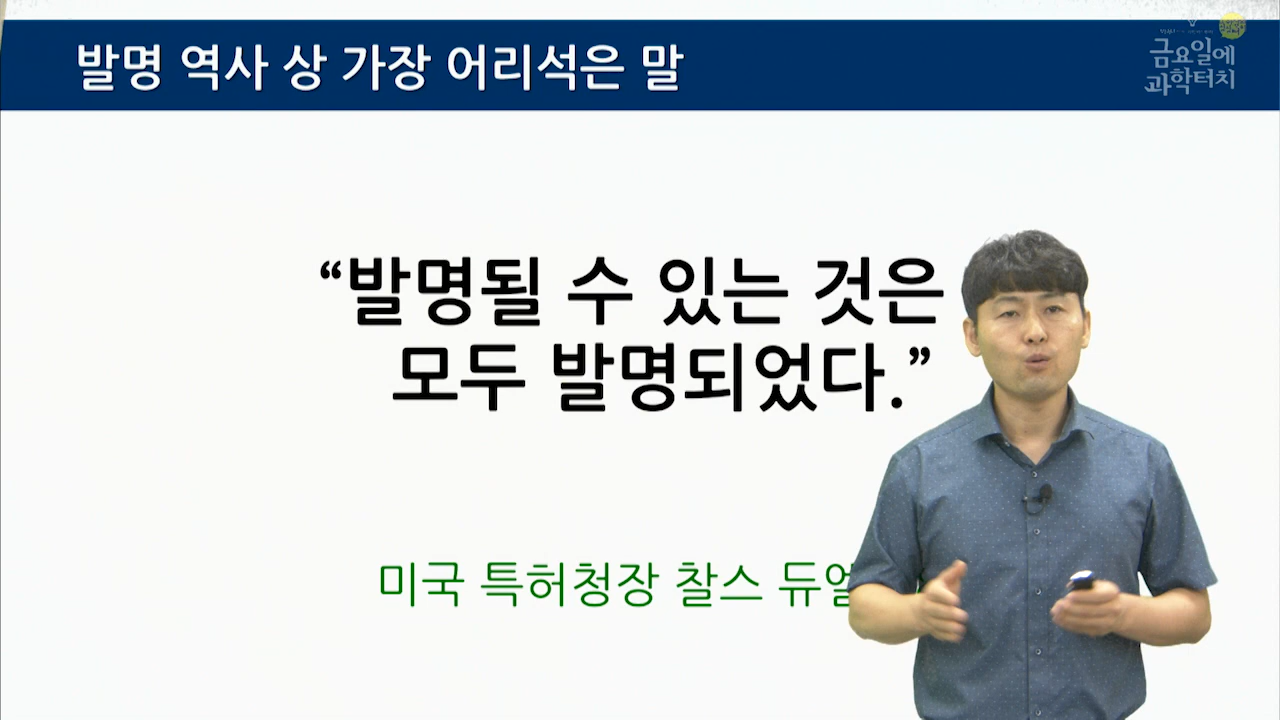 발명 역사 상 가장 어리석은 말
금요일에
과학터치
“발명될 수 있는 것은
모두 발명되었다.”
미국 특허청장 찰스 듀엘